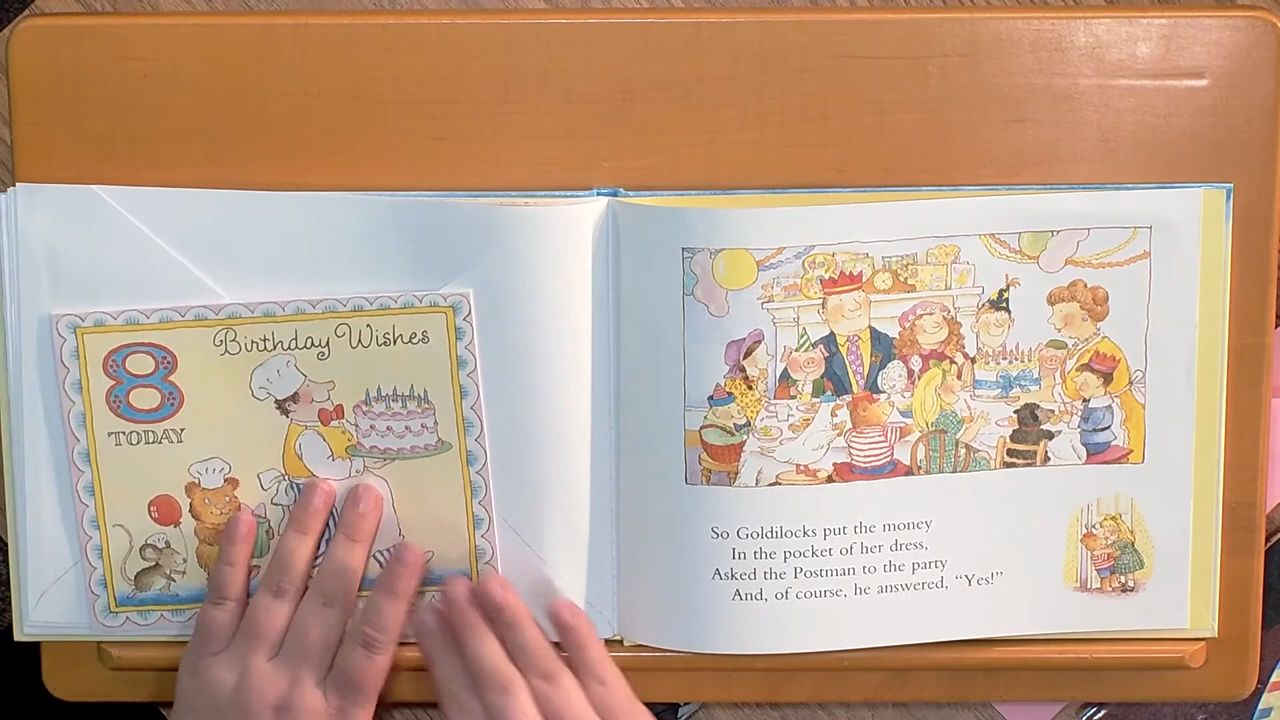 Birthday Wishes
8
TODAY
So Goldilocks put the money
In the pocket of her dress,
Asked the Postman to the party
And, of course, he answered, “Yes!”